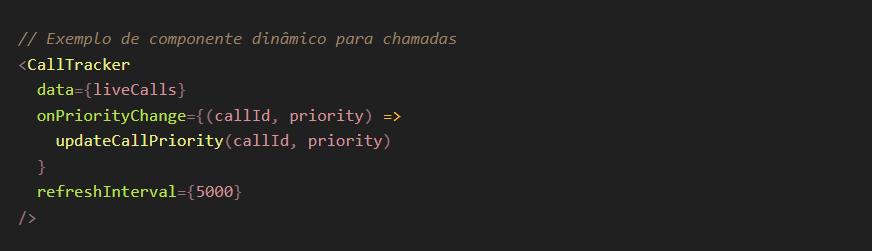 // Exemplo de componente dinâmico para chamadas
<CallTracker
  data={liveCalls}
  onPriorityChange={(callId, priority) =>
    updateCallPriority(callId, priority)
  }
  refreshInterval={5000}
/>